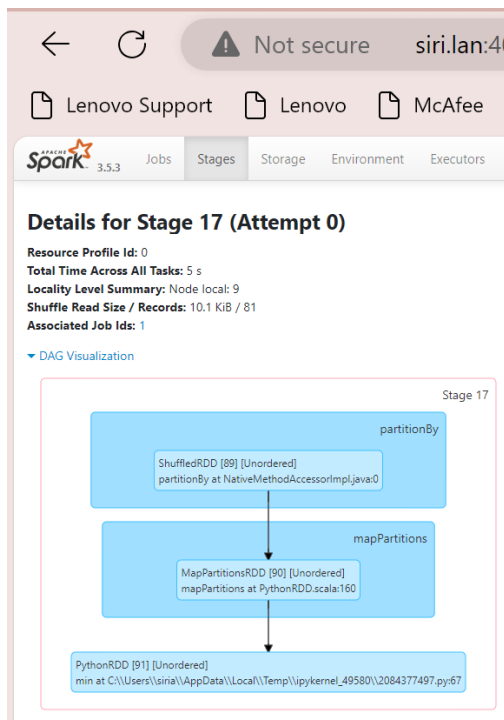 Not secure siri.lan:4
Lenovo Support Lenovo McAfee
APACHE
Spark 3.5.3 Jobs Stages Storage Environment Executors
Details for Stage 17 (Attempt 0)
Resource Profile Id: 0
Total Time Across All Tasks: 5 s
Locality Level Summary: Node local: 9
Shuffle Read Size / Records: 10.1 KiB / 81
Associated Job Ids: 1
DAG Visualization
Stage 17
partitionBy
ShuffledRDD [89] [Unordered]
partitionBy at NativeMethodAccessorImpl.java:0
mapPartitions
MapPartitionsRDD [90] [Unordered]
mapPartitions at PythonRDD.scala:160
PythonRDD [91] [Unordered]
min at C:\\Users\\siria\\AppData\\Local\\Temp\\ipykernel_49580\\2084377497.py:67